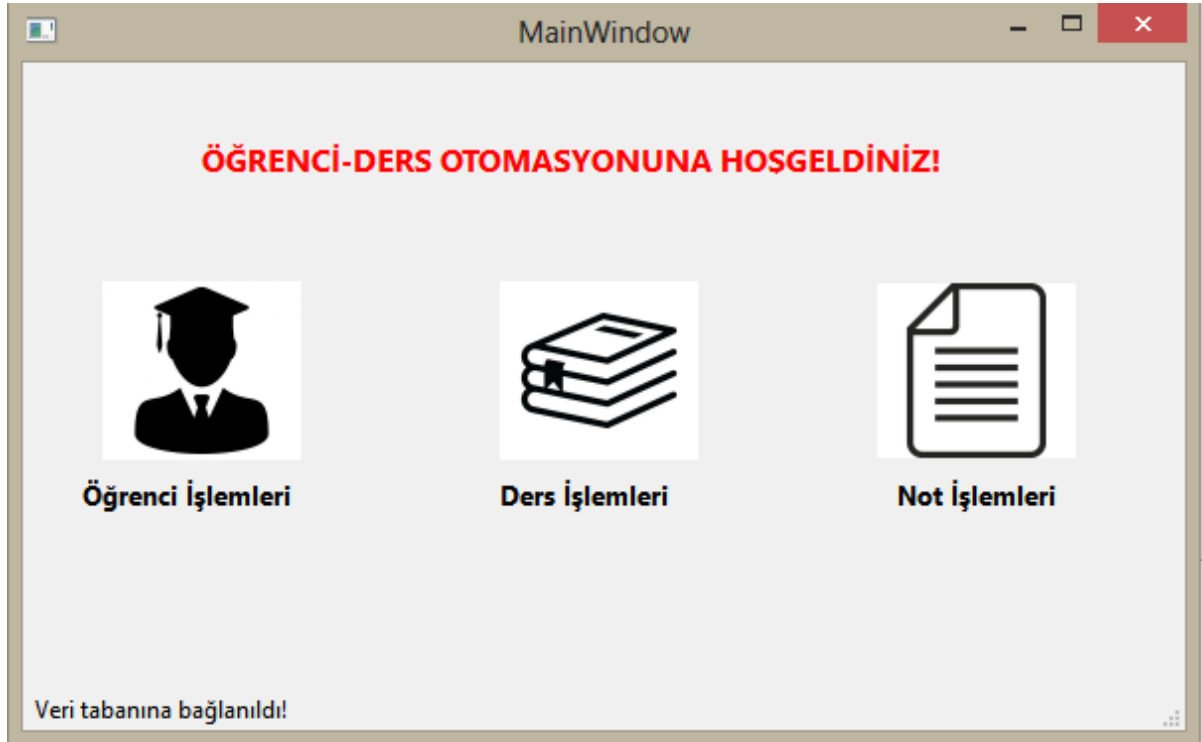 MainWindow
ÖĞRENCİ-DERS OTOMASYONUNA HOŞGELDİNİZ!
Öğrenci İşlemleri
Ders İşlemleri
Not İşlemleri
Veri tabanına bağlanıldı!